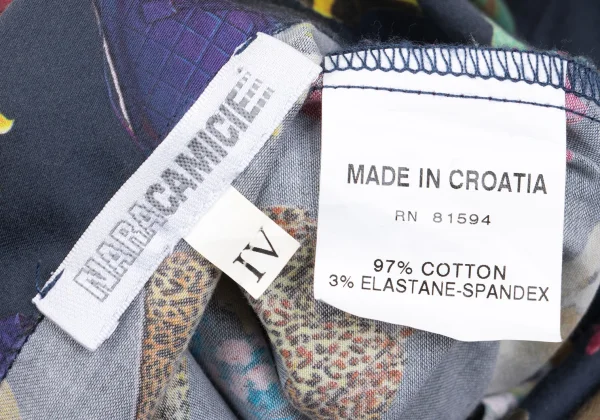 NARACAMICIE
IV
MADE IN CROATIA
RN 81594
97% COTTON
3% ELASTANE-SPANDEX